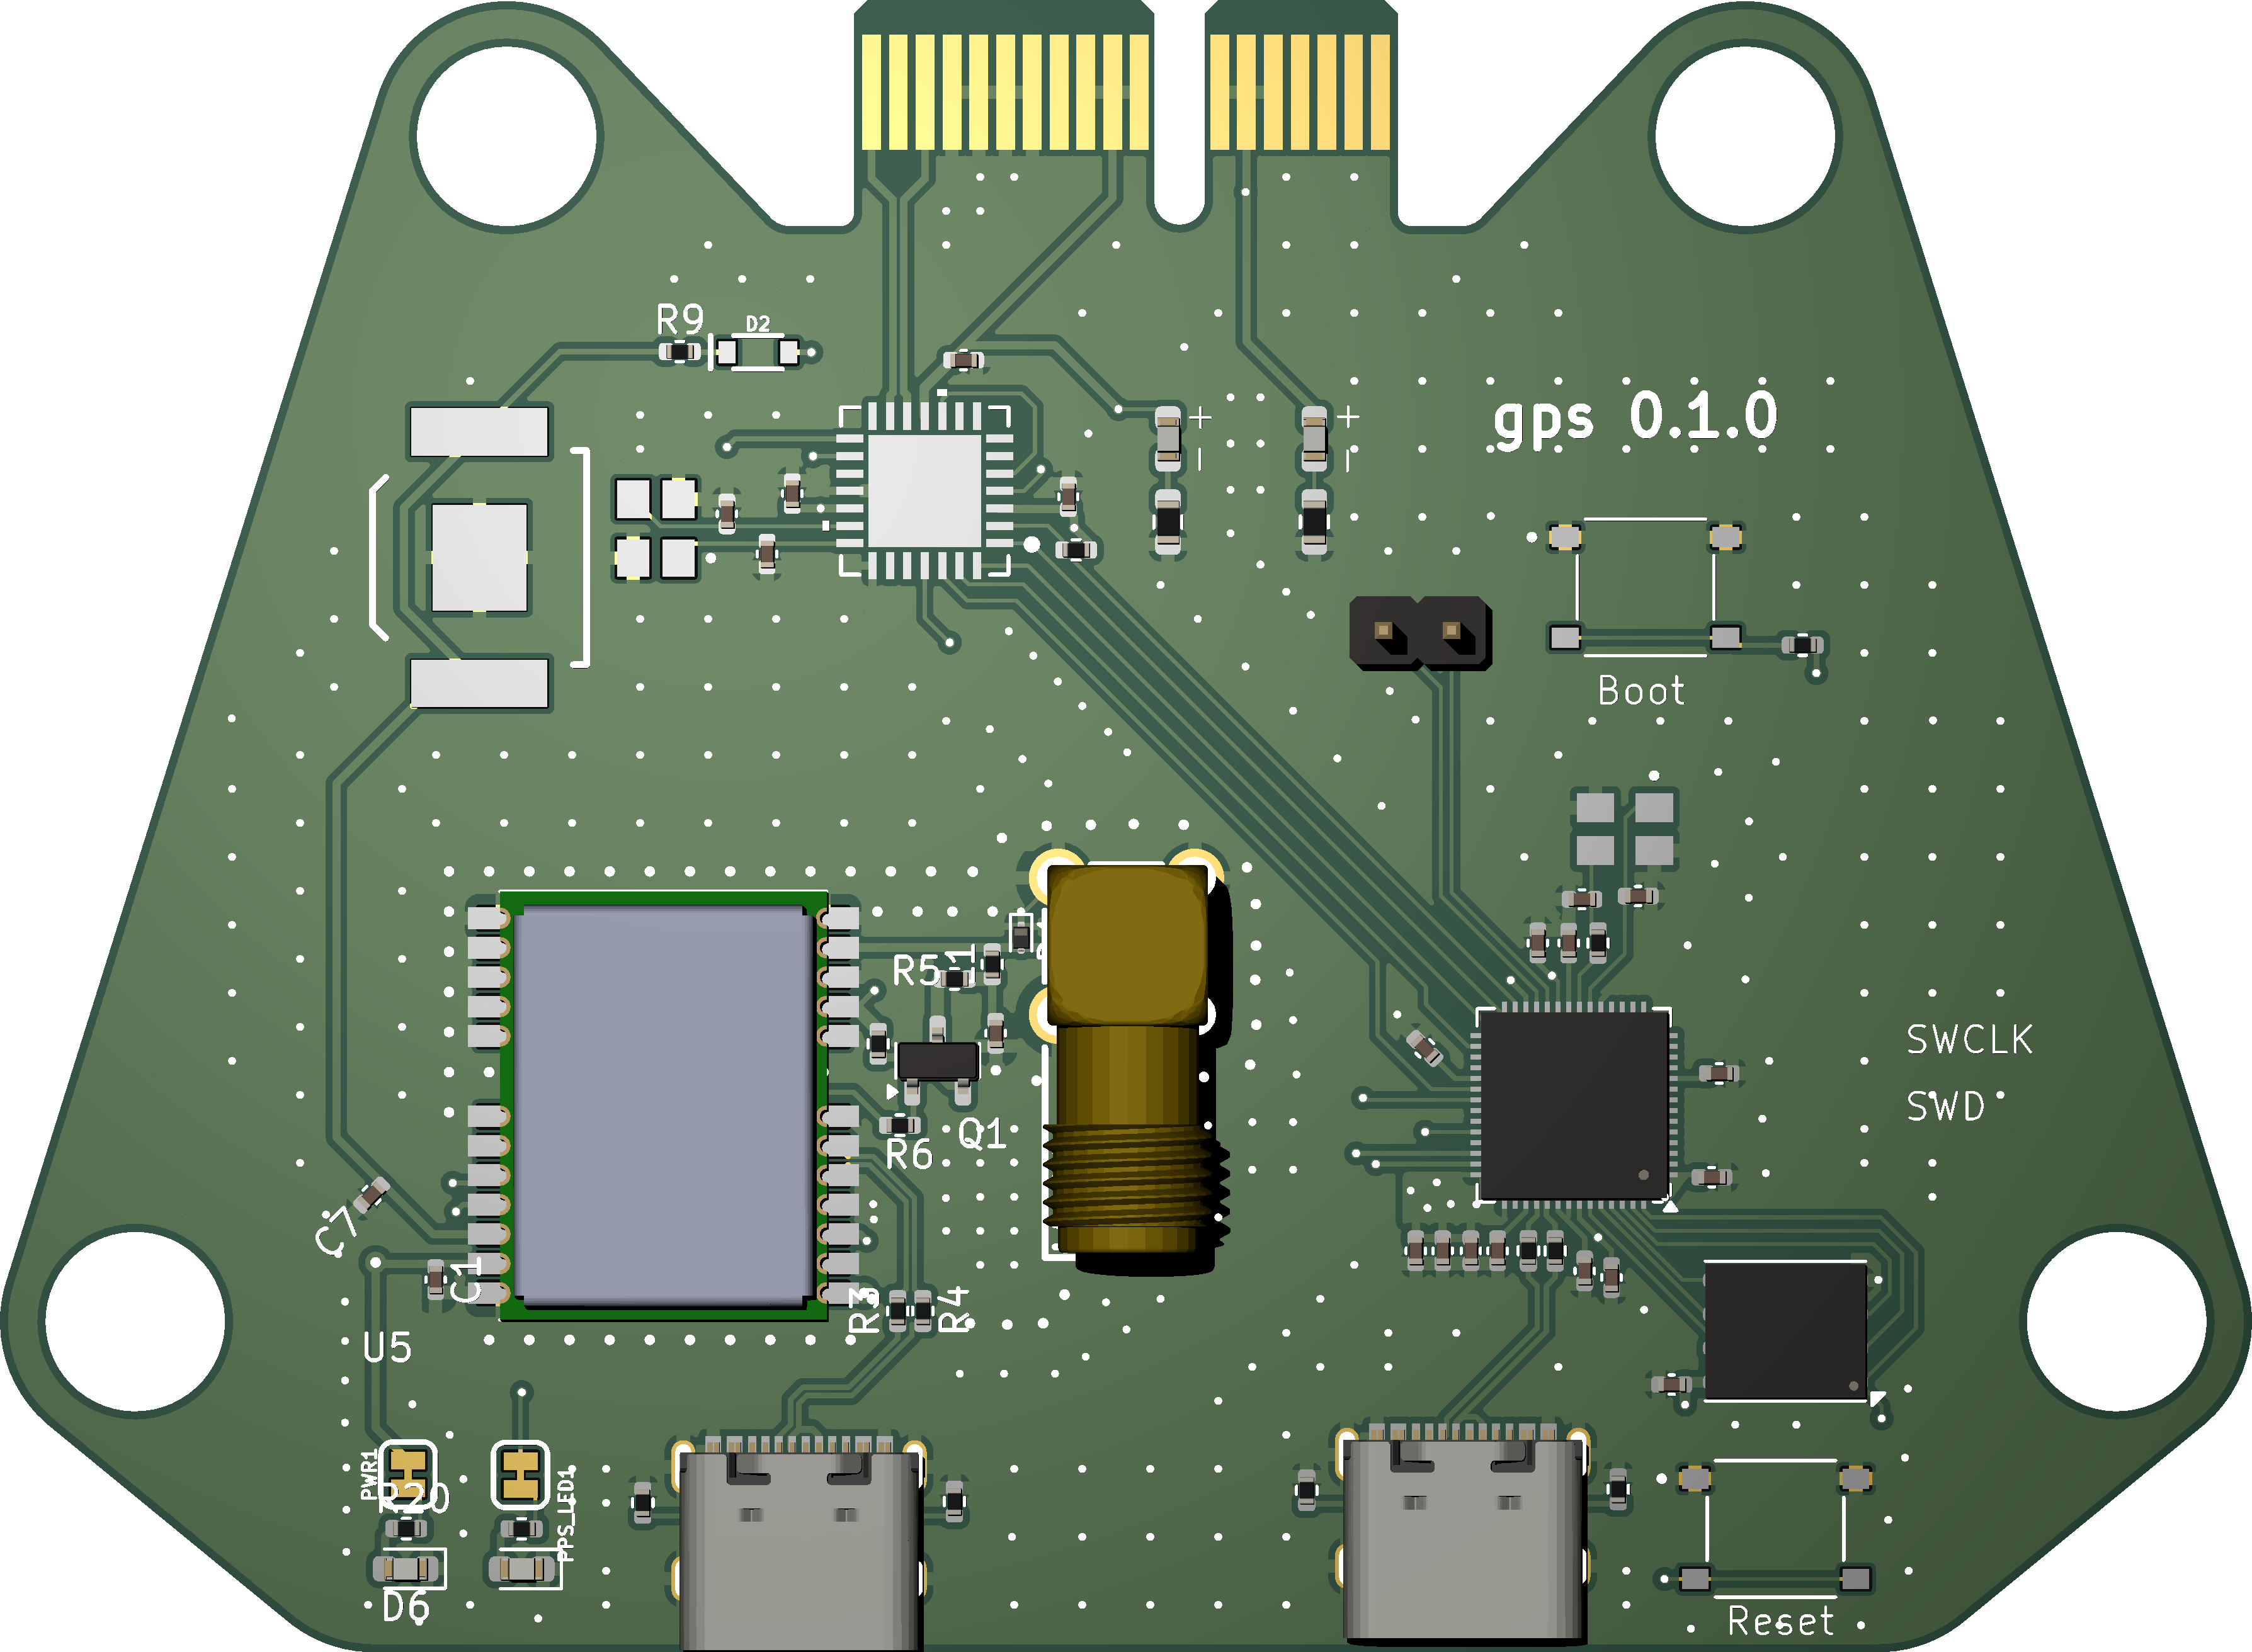 R9
D2
+
+
gps 0.1.0
Boot
R5
SWCLK
SWD
Q1
R6
C7
C1
R3
R4
U5
PWR1
R20
PPS_LED1
D6
Reset